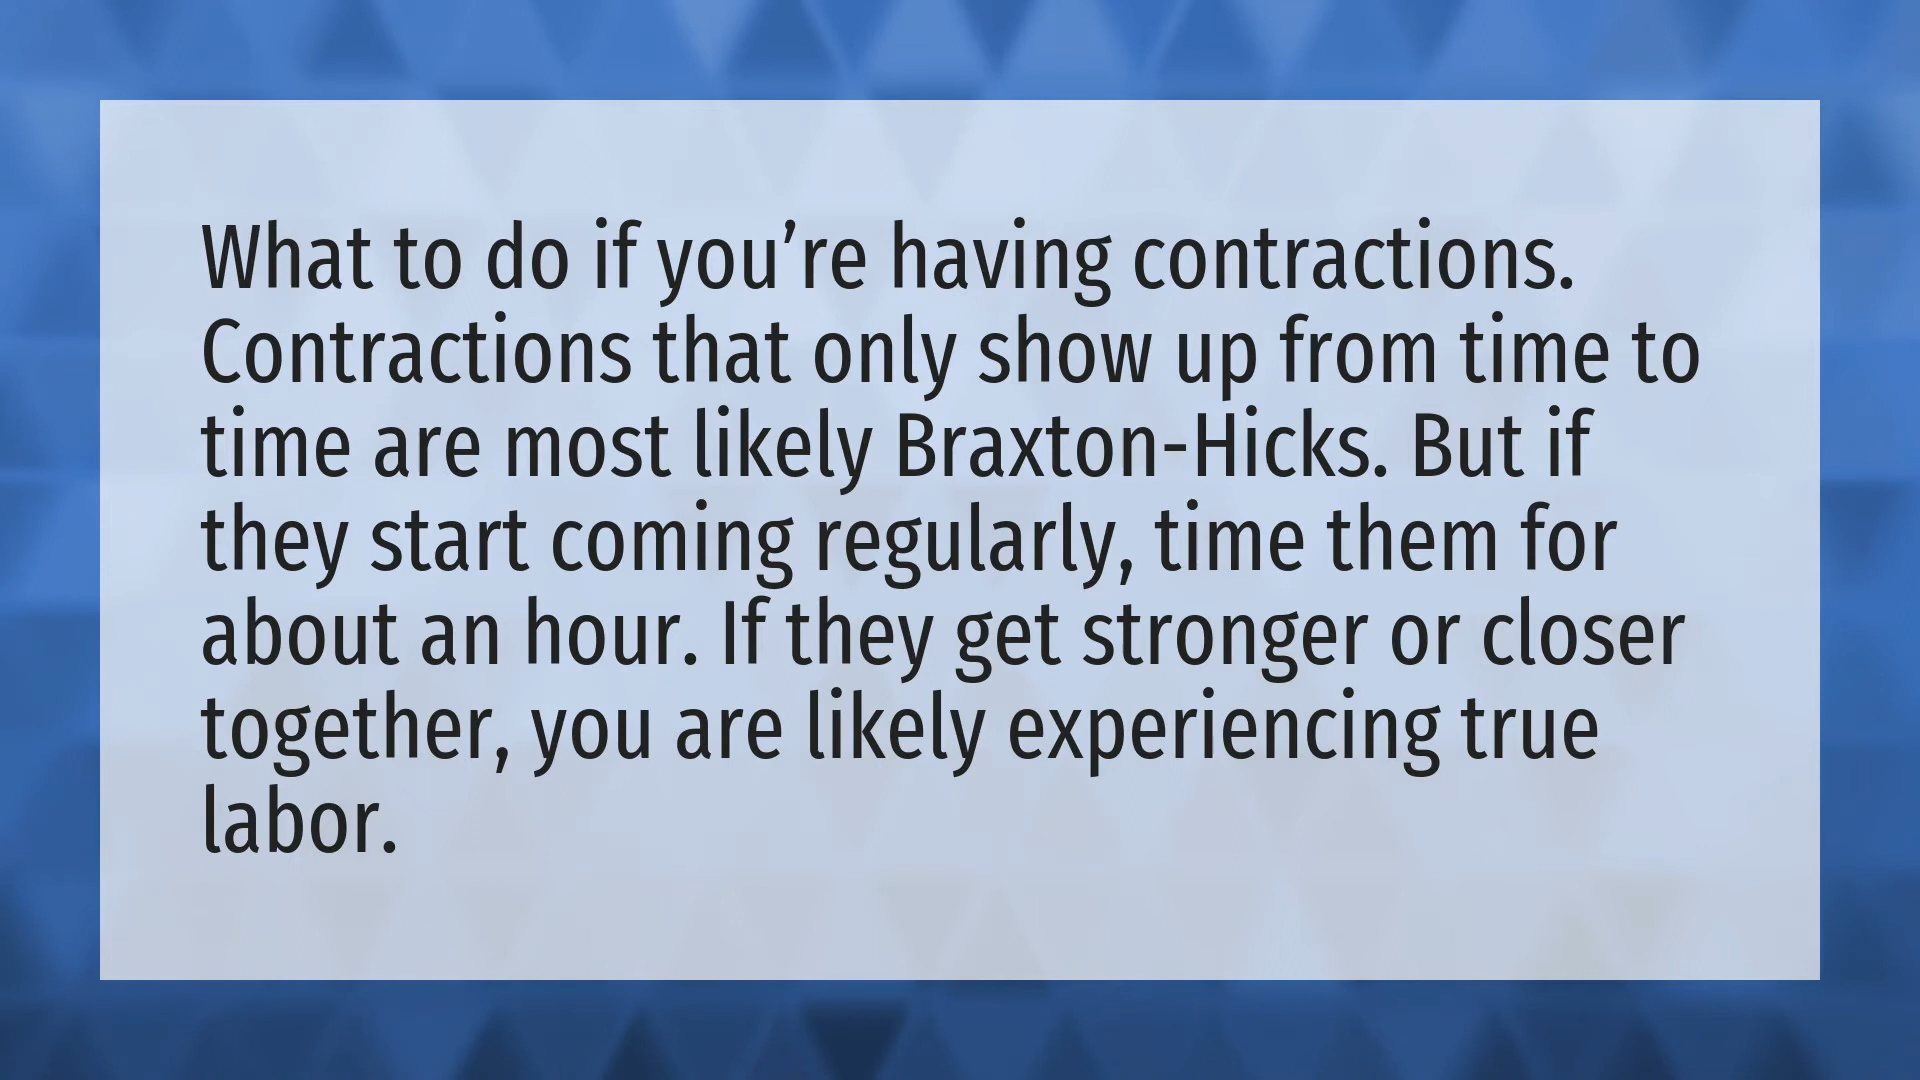 What to do if you’re having contractions.
Contractions that only show up from time to
time are most likely Braxton-Hicks. But if
they start coming regularly, time them for
about an hour. If they get stronger or closer
together, you are likely experiencing true
labor.